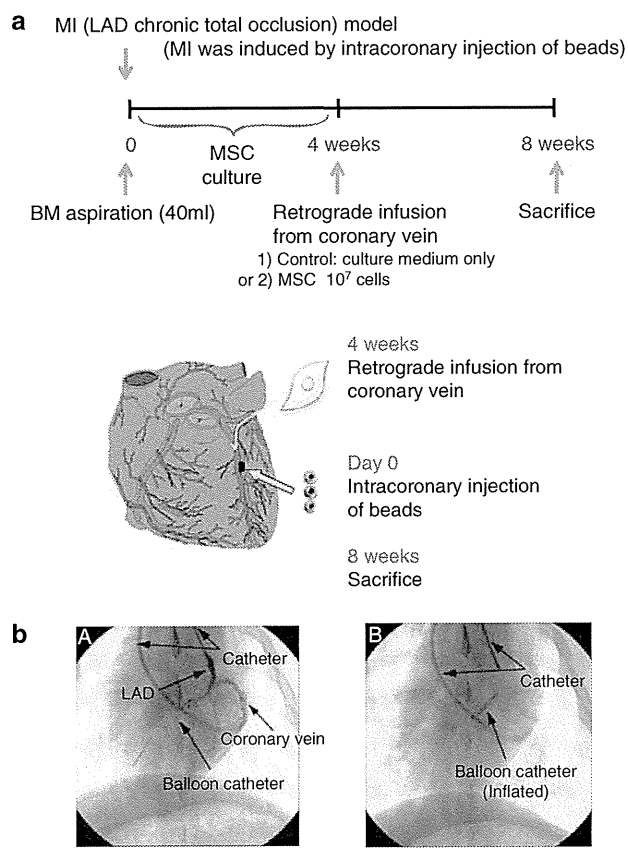 a
MI (LAD chronic total occlusion) model
(MI was induced by intracoronary injection of beads)
0
MSC
culture
4 weeks
8 weeks
BM aspiration (40ml)
Retrograde infusion
from coronary vein
1) Control: culture medium only
or 2) MSC 10⁷ cells
Sacrifice
4 weeks
Retrograde infusion from
coronary vein
Day 0
Intracoronary injection
of beads
8 weeks
Sacrifice
b
A
Catheter
LAD
Coronary vein
Balloon catheter
B
Catheter
Balloon catheter
(Inflated)